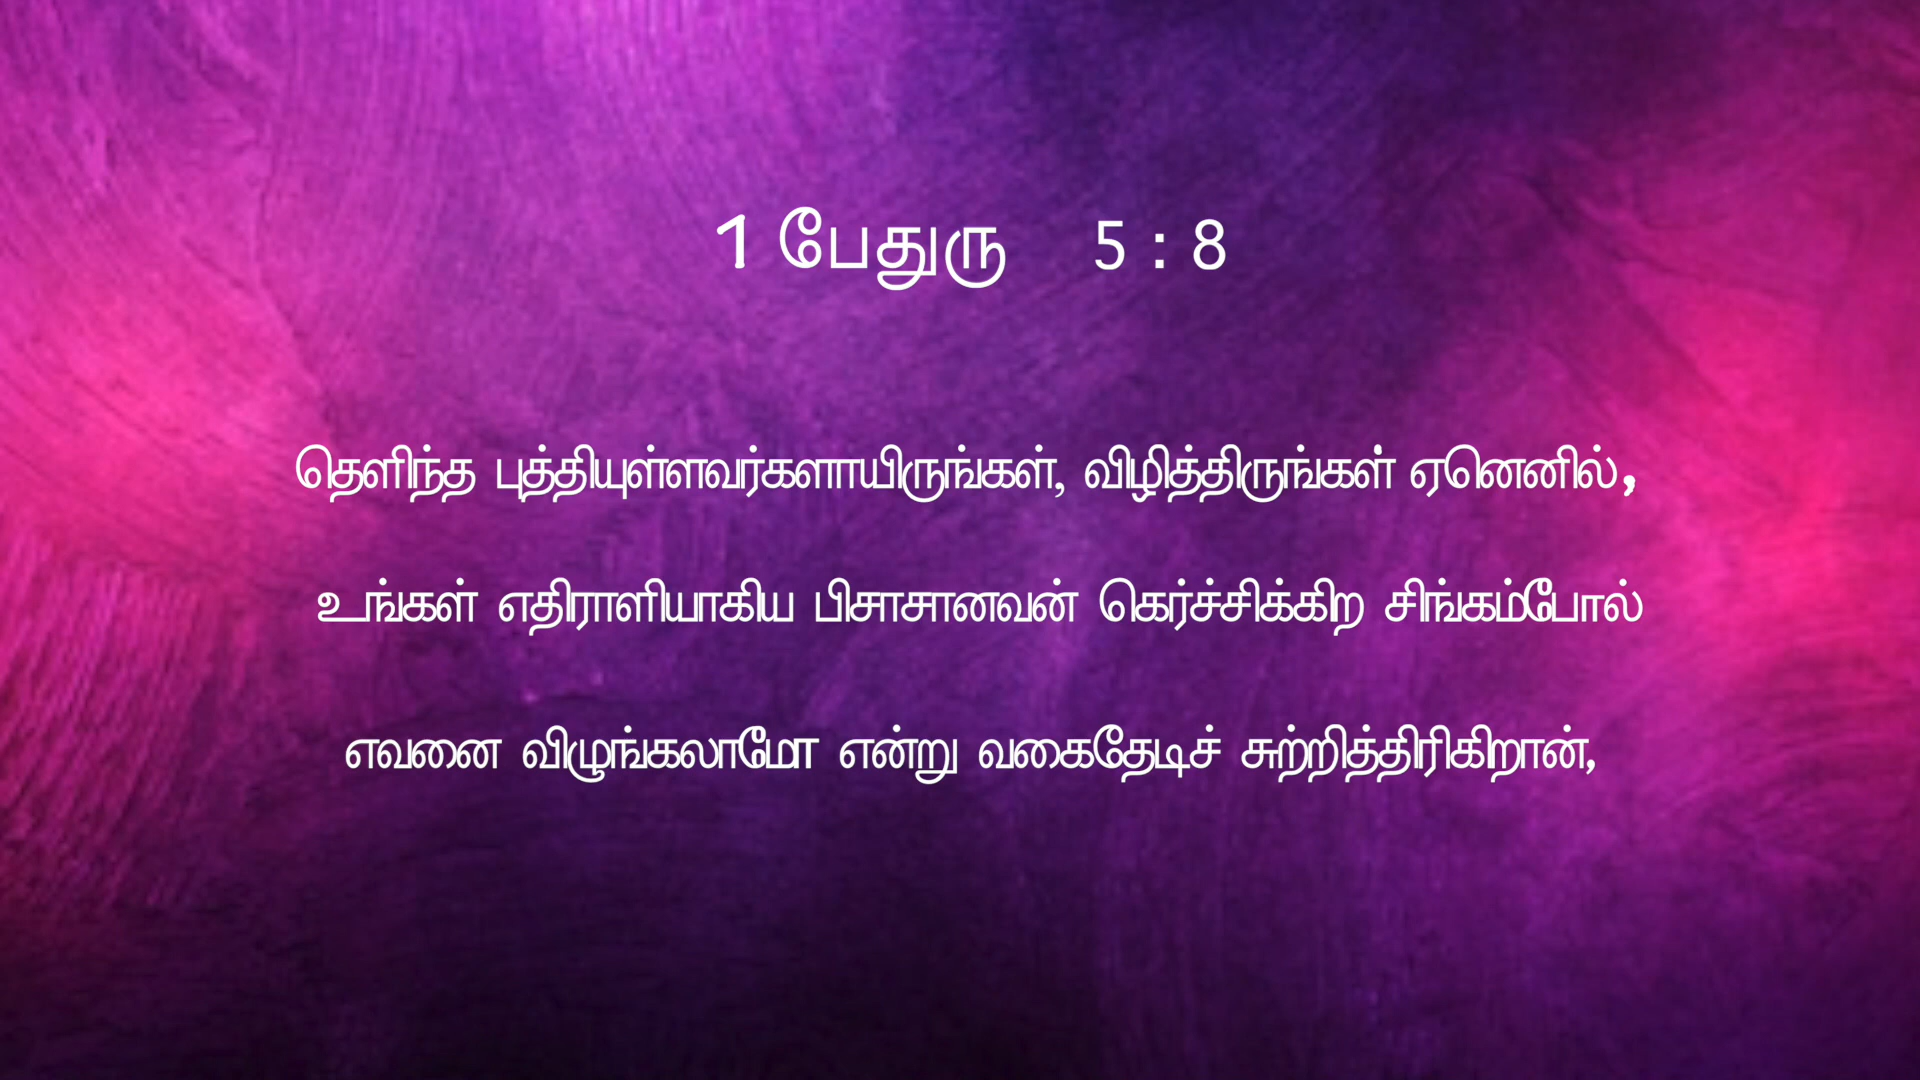 1 பேதுரு 5 : 8
தெளிந்த புத்தியுள்ளவர்களாயிருங்கள், விழித்திருங்கள் ஏனெனில்,
உங்கள் எதிராளியாகிய பிசாசானவன் கெர்ச்சிக்கிற சிங்கம்போல்
எவனை விழுங்கலாமோ என்று வகைதேடிச் சுற்றித்திரிகிறான்,